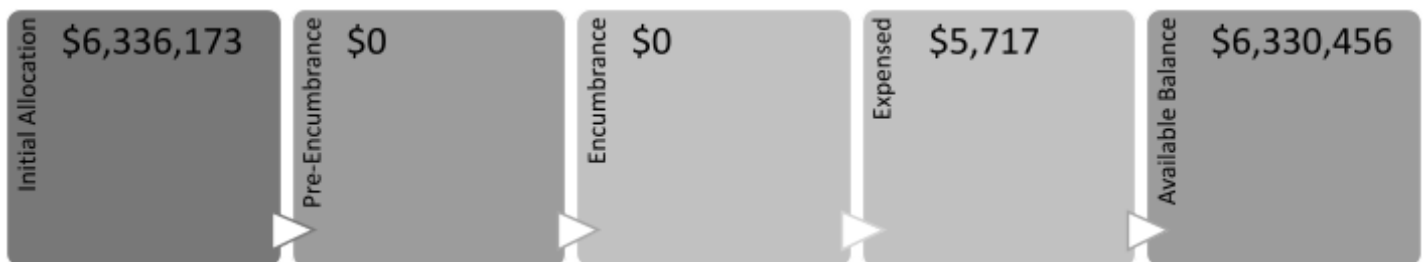 Initial Allocation
$6,336,173
Pre-Encumbrance
$0
Encumbrance
$0
Expensed
$5,717
Available Balance
$6,330,456